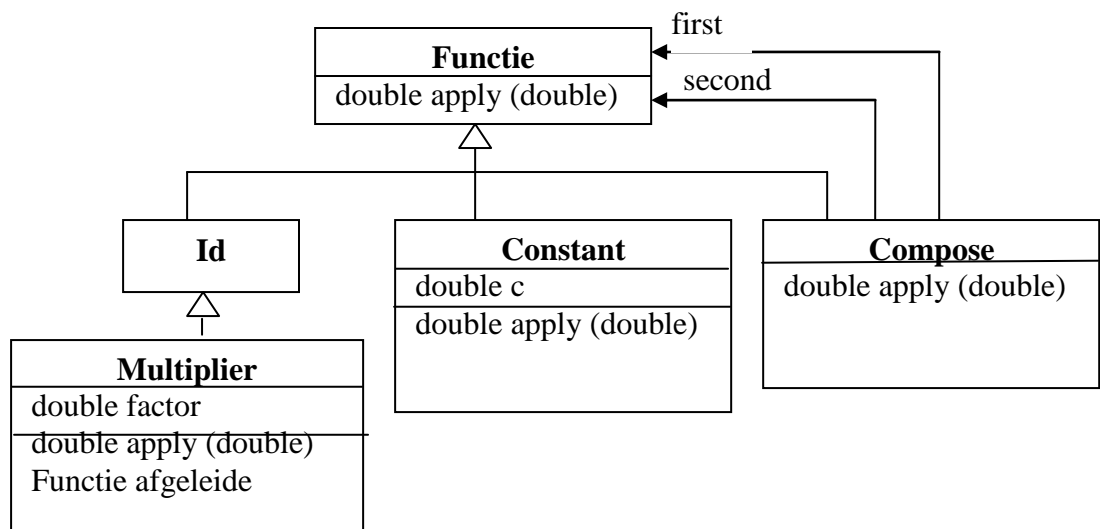 first
Functie
double apply (double)
second
Id
Constant
double c
double apply (double)
Compose
double apply (double)
Multiplier
double factor
double apply (double)
Functie afgeleide